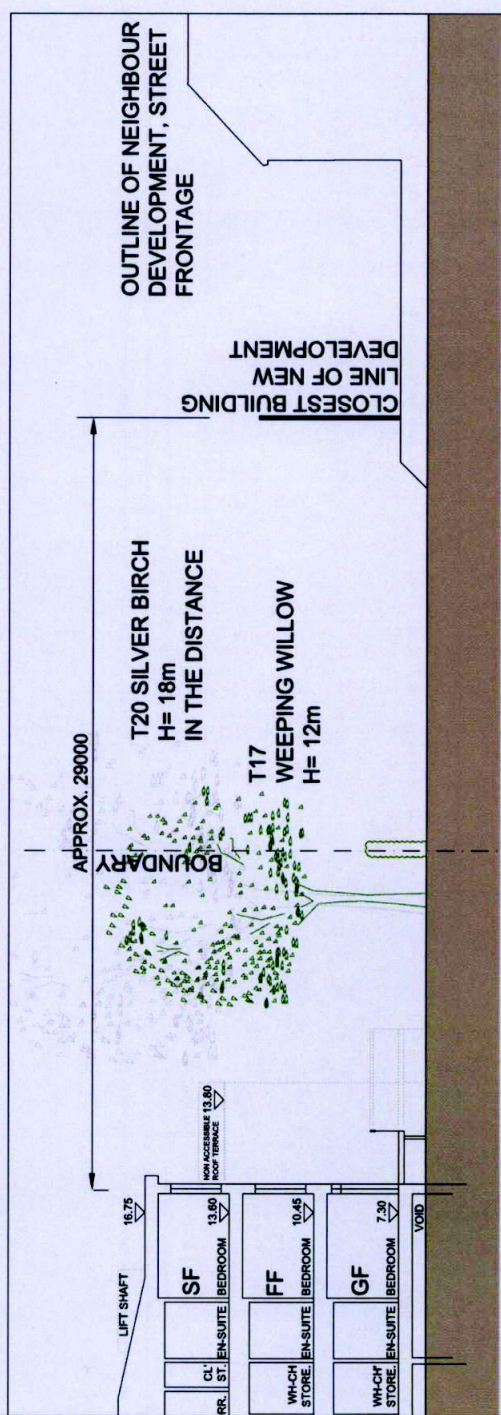 OUTLINE OF NEIGHBOUR
DEVELOPMENT, STREET
FRONTAGE
CLOSEST BUILDING
LINE OF NEW
DEVELOPMENT
APPROX. 29000
T20 SILVER BIRCH
H= 18m
IN THE DISTANCE
T17
WEEPING WILLOW
H= 12m
BOUNDARY
NON ACCESSIBLE 13.80
ROOF TERRACE
LIFT SHAFT
16.75
SF
13.60
CL'
ST.
EN-SUITE
BEDROOM
RR.
FF
10.45
WH-CH
STORE.
EN-SUITE
BEDROOM
GF
7.30
WH-CH'
STORE.
EN-SUITE
BEDROOM
VOID